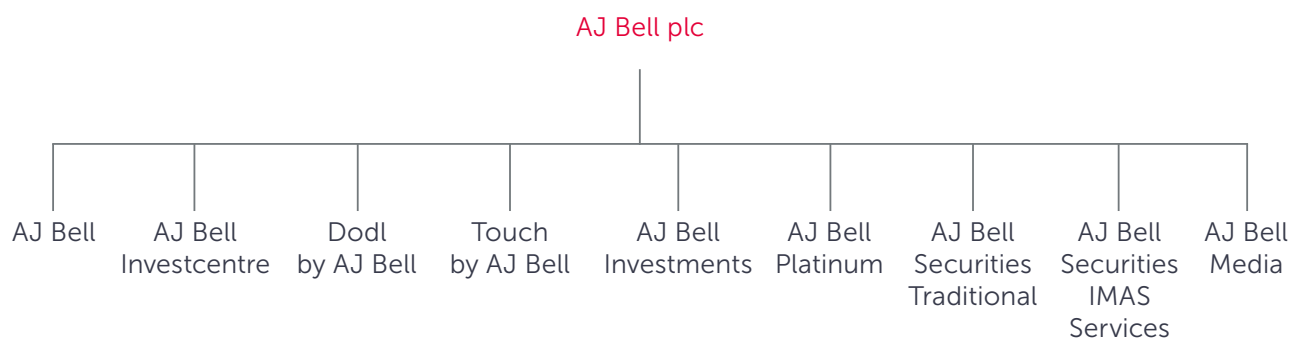 AJ Bell plc
AJ Bell
AJ Bell
Investcentre
Dodl
by AJ Bell
Touch
by AJ Bell
AJ Bell
Investments
AJ Bell
Platinum
AJ Bell
Securities
Traditional
AJ Bell
Securities
IMAS
Services
AJ Bell
Media